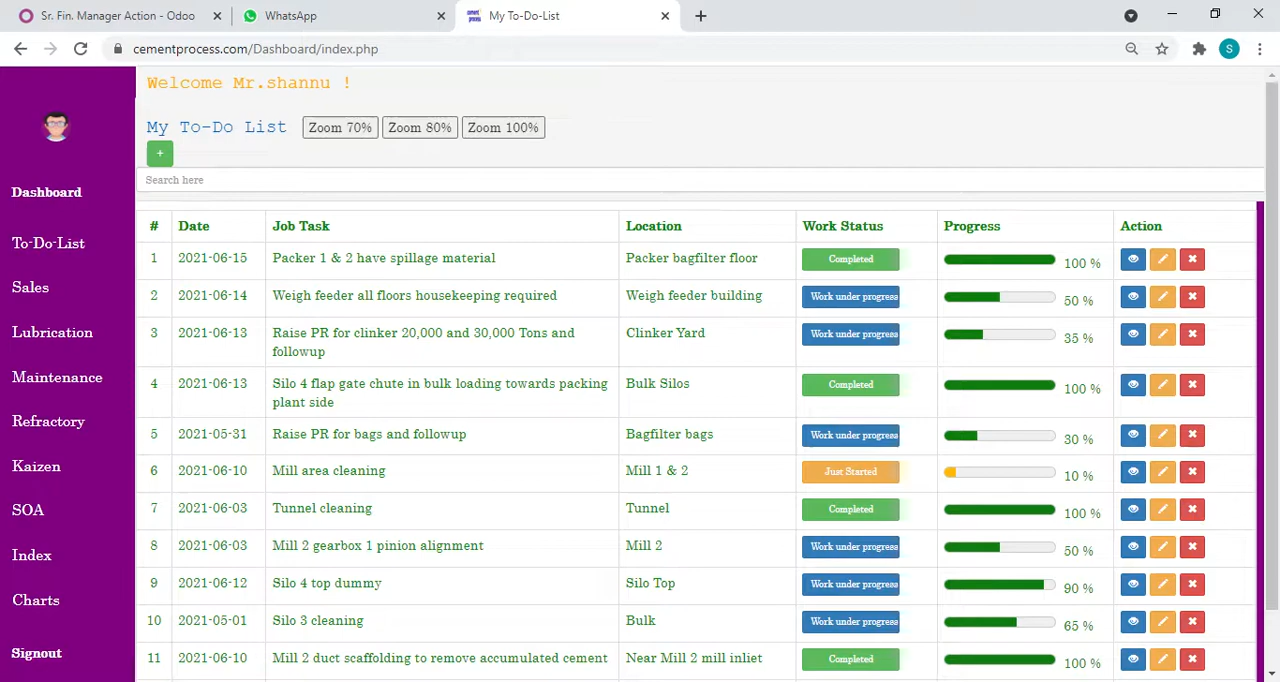 Sr. Fin. Manager Action - Odoo
WhatsApp
cement process
My To-Do-List
cementprocess.com/Dashboard/index.php
S
Welcome Mr.shannu !
My To-Do List
Zoom 70%
Zoom 80%
Zoom 100%
+
Search here
Dashboard
To-Do-List
Sales
Lubrication
Maintenance
Refractory
Kaizen
SOA
Index
Charts
Signout
# Date Job Task Location Work Status Progress Action
1 2021-06-15 Packer 1 & 2 have spillage material Packer bagfilter floor Completed 100 %
2 2021-06-14 Weigh feeder all floors housekeeping required Weigh feeder building Work under progress 50 %
3 2021-06-13 Raise PR for clinker 20,000 and 30,000 Tons and Clinker Yard Work under progress 35 %
followup
4 2021-06-13 Silo 4 flap gate chute in bulk loading towards packing Bulk Silos Completed 100 %
plant side
5 2021-05-31 Raise PR for bags and followup Bagfilter bags Work under progress 30 %
6 2021-06-10 Mill area cleaning Mill 1 & 2 Just Started 10 %
7 2021-06-03 Tunnel cleaning Tunnel Completed 100 %
8 2021-06-03 Mill 2 gearbox 1 pinion alignment Mill 2 Work under progress 50 %
9 2021-06-12 Silo 4 top dummy Silo Top Work under progress 90 %
10 2021-05-01 Silo 3 cleaning Bulk Work under progress 65 %
11 2021-06-10 Mill 2 duct scaffolding to remove accumulated cement Near Mill 2 mill inliet Completed 100 %